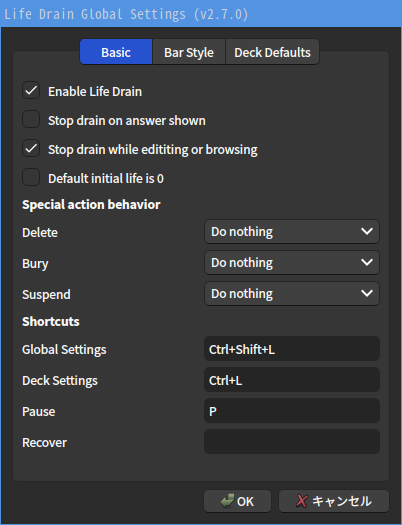 Life Drain Global Settings (v2.7.0)
Basic Bar Style Deck Defaults
Enable Life Drain
Stop drain on answer shown
Stop drain while edititing or browsing
Default initial life is 0
Special action behavior
Delete Do nothing
Bury Do nothing
Suspend Do nothing
Shortcuts
Global Settings Ctrl+Shift+L
Deck Settings Ctrl+L
Pause P
Recover
OK キャンセル